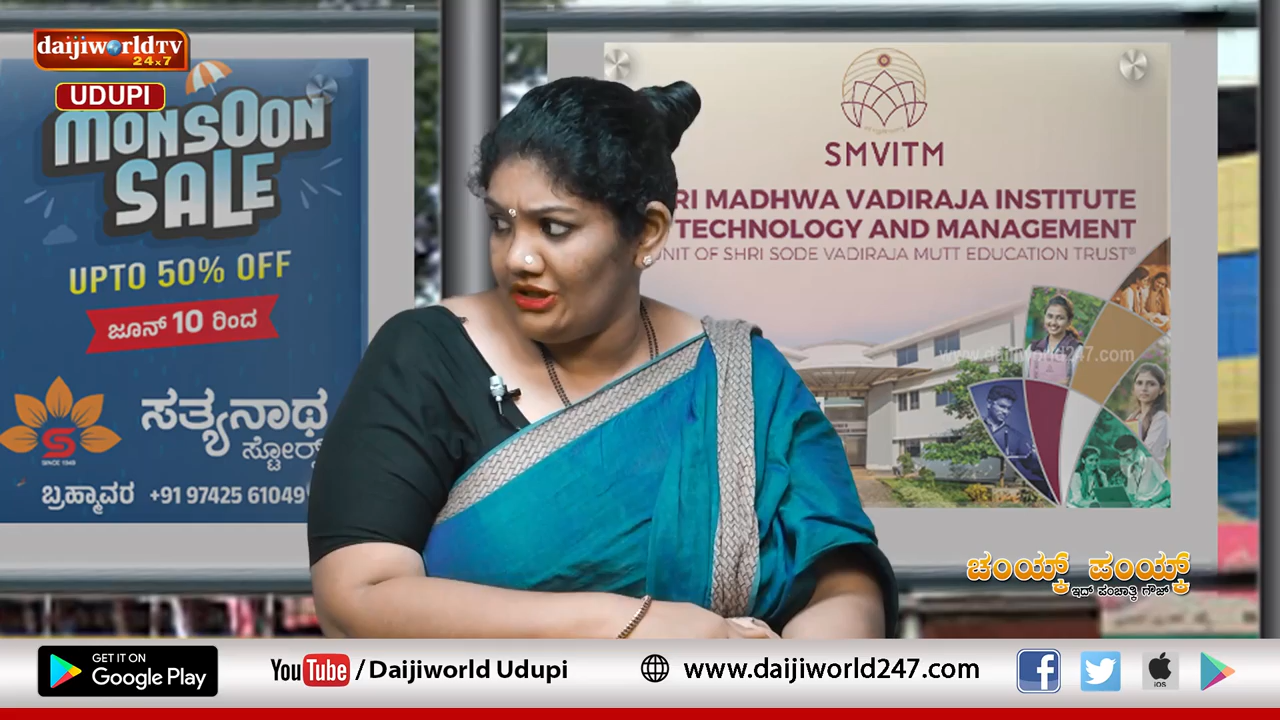 daijiworldTV
24x7
UDUPI
MONSOON
SALE
UPTO 50% OFF
ಜೂನ್ 10 ರಿಂದ
S
SINCE 1949
ಸತ್ಯನಾಥ
ಸ್ಟೋರ್ಸ್
ಬ್ರಹ್ಮಾವರ +91 97425 61049
SMVITM
RI MADHWA VADIRAJA INSTITUTE
TECHNOLOGY AND MANAGEMENT
UNIT OF SHRI SODE VADIRAJA MUTT EDUCATION TRUST®
www.daijiworld247.com
ಚಂಯ್ಕ್ ಪಂಯ್ಕ್
ಇದ್ ಪಂಚಾತ್ಕಿ ಗೌಜ್
GET IT ON
Google Play
YouTube / Daijiworld Udupi
www.daijiworld247.com
iOS